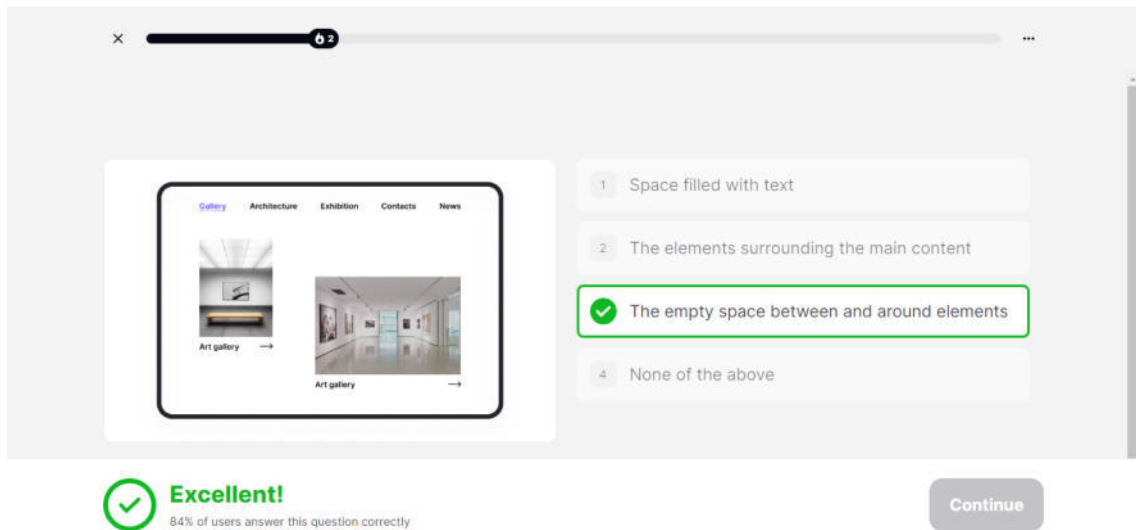 2
Gallery Architecture Exhibition Contacts News
Art gallery
Art gallery
1 Space filled with text
2 The elements surrounding the main content
The empty space between and around elements
4 None of the above
Excellent!
84% of users answer this question correctly
Continue